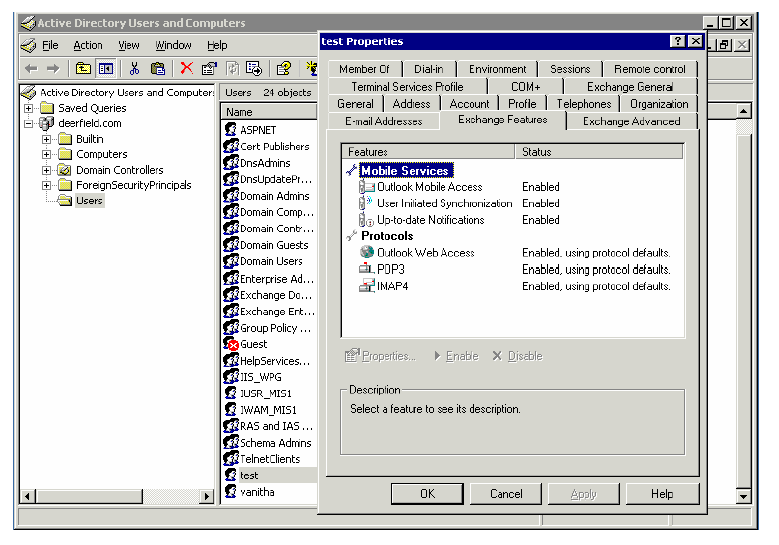 Active Directory Users and Computers
File Action View Window Help
Active Directory Users and Computer:
Saved Queries
deerfield.com
Builtin
Computers
Domain Controllers
ForeignSecurityPrincipals
Users
Users 24 objects
Name
ASPNET
Cert Publishers
DnsAdmins
DnsUpdatePr...
Domain Admins
Domain Comp...
Domain Contr...
Domain Guests
Domain Users
Enterprise Ad...
Exchange Do...
Exchange Ent...
Group Policy ...
Guest
HelpServices...
IIS_WPG
IUSR_MIS1
IWAM_MIS1
RAS and IAS ...
Schema Admins
TelnetClients
test
vanitha
test Properties
Member Of Dial-in Environment Sessions Remote control
Terminal Services Profile COM+ Exchange General
General Address Account Profile Telephones Organization
E-mail Addresses Exchange Features Exchange Advanced
Features Status
Mobile Services
Outlook Mobile Access Enabled
User Initiated Synchronization Enabled
Up-to-date Notifications Enabled
Protocols
Outlook Web Access Enabled, using protocol defaults.
POP3 Enabled, using protocol defaults.
IMAP4 Enabled, using protocol defaults.
Properties... Enable Disable
Description
Select a feature to see its description.
OK Cancel Apply Help